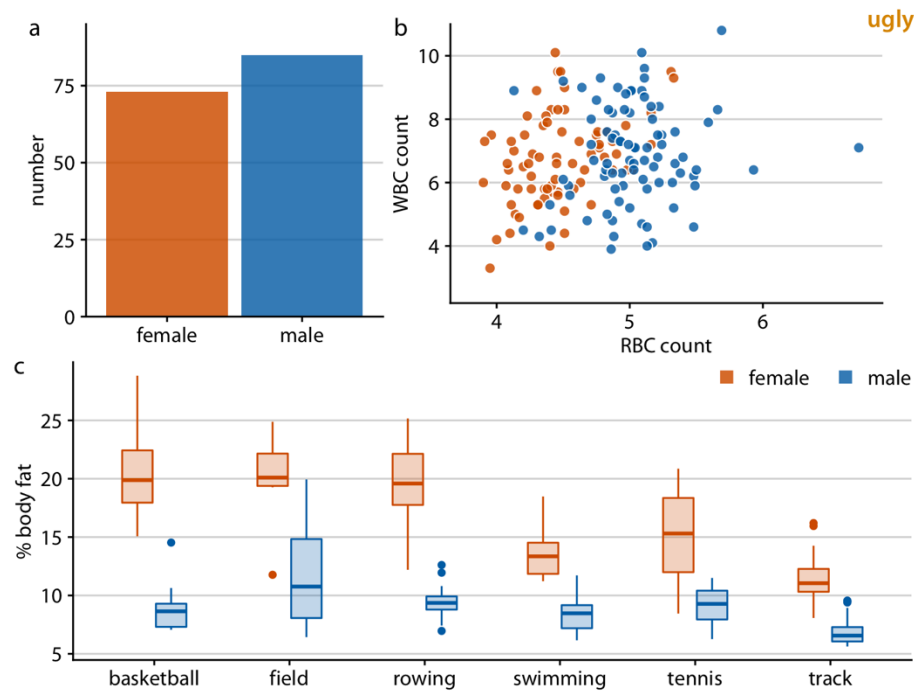 ugly
a
75
50
25
0
number
female male
b
10
8
6
4
WBC count
4 5 6
RBC count
c
female male
25
20
15
10
5
% body fat
basketball field rowing swimming tennis track